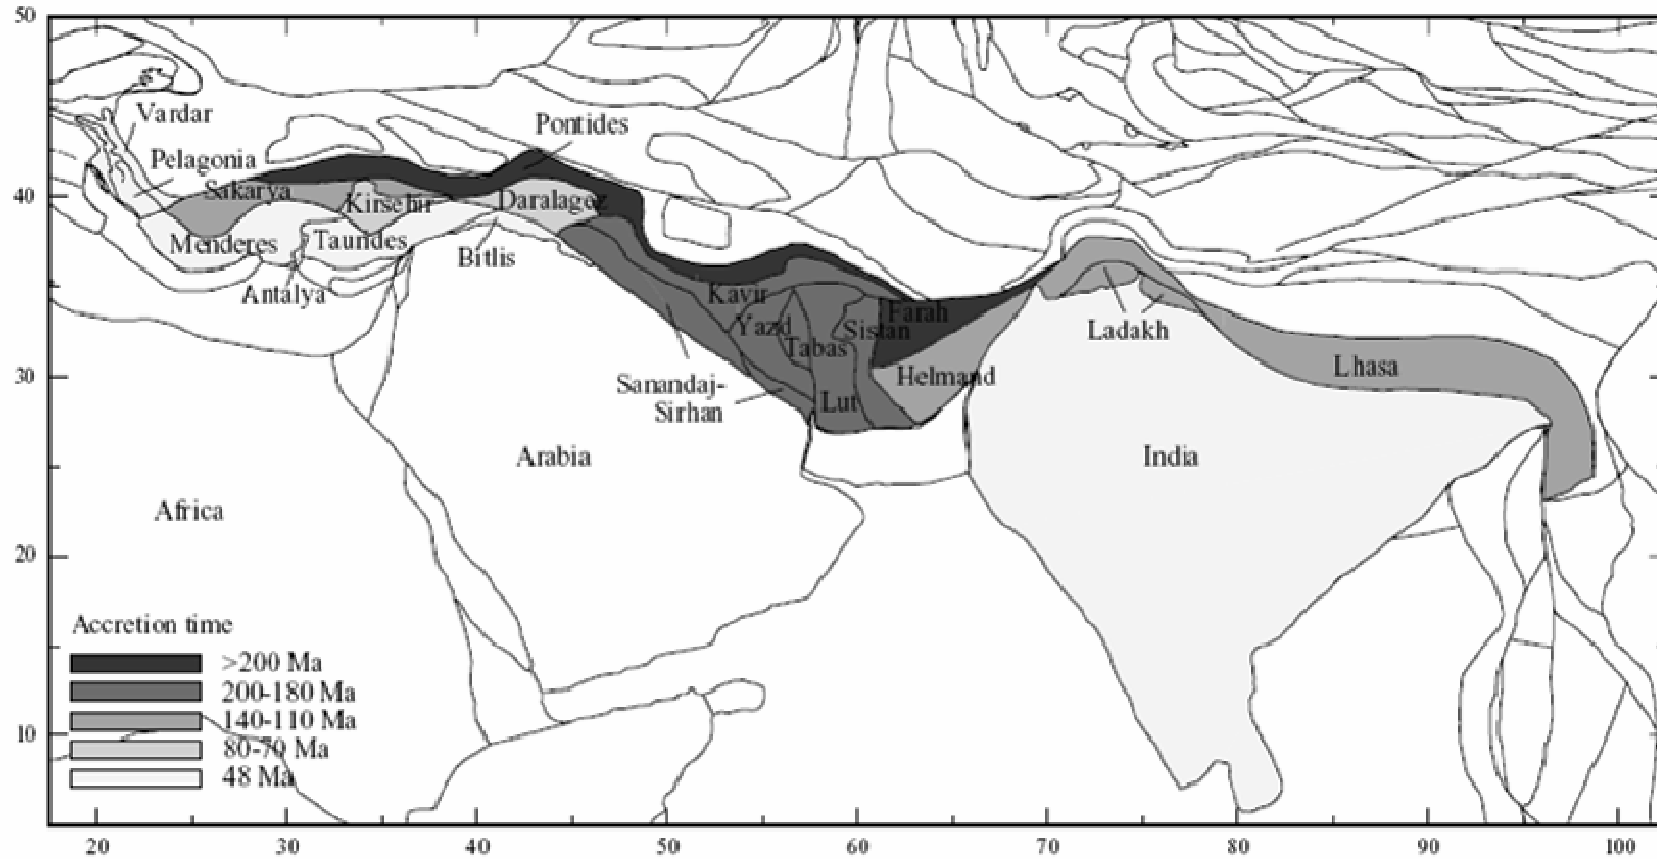 50
40
30
20
10
Vardar
Pontides
Pelagonia
Sakarya
Kirsehir
Daralagez
Menderes
Taundes
Bitlis
Antalya
Kavir
Farah
Yazd
Sistan
Tabas
Ladakh
Lhasa
Helmand
Sanandaj-
Sirhan
Lut
Arabia
India
Africa
Accretion time
>200 Ma
200-180 Ma
140-110 Ma
80-70 Ma
48 Ma
20 30 40 50 60 70 80 90 100